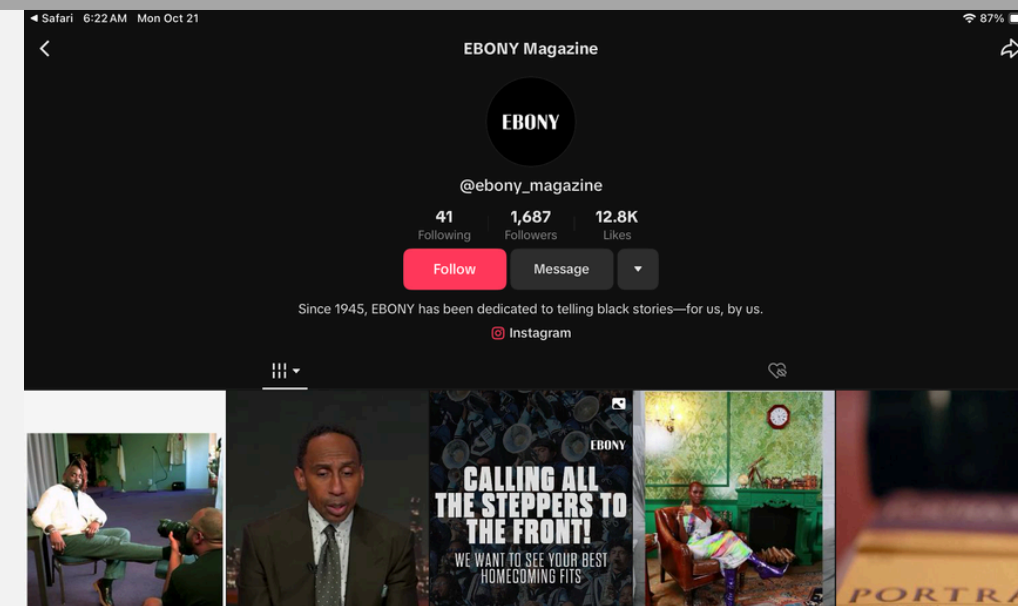 Safari 6:22 AM Mon Oct 21 87%
EBONY Magazine
EBONY
@ebony_magazine
41 1,687 12.8K
Following Followers Likes
Follow Message
Since 1945, EBONY has been dedicated to telling black stories—for us, by us.
Instagram
EBONY
CALLING ALL
THE STEPPERS TO
THE FRONT!
WE WANT TO SEE YOUR BEST
HOMECOMING FITS